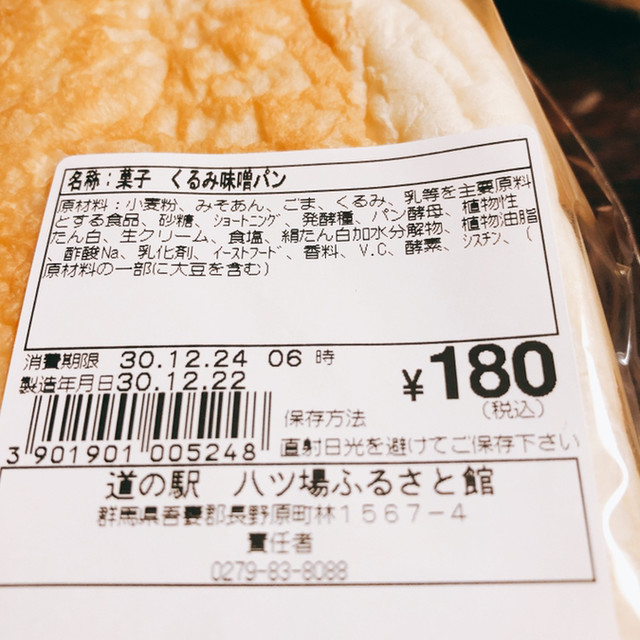 名称：菓子　くるみ味噌パン
原材料：小麦粉、みそあん、ごま、くるみ、乳等を主要原料
とする食品、砂糖、ｼｮｰﾄﾆﾝｸﾞ、発酵種、パン酵母、植物性
たん白、生クリーム、食塩、絹たん白加水分解物、植物油脂
、酢酸Na、乳化剤、ｲｰｽﾄﾌｰﾄﾞ、香料、V.C、酵素、ｼｽﾁﾝ、（
原材料の一部に大豆を含む）
消費期限　30.12.24　06 時
製造年月日30.12.22
¥180
（税込）
保存方法
直射日光を避けてご保存下さい
3 901901 005248
道の駅　八ツ場ふるさと館
群馬県吾妻郡長野原町林１５６７－４
責任者
0279-83-8088